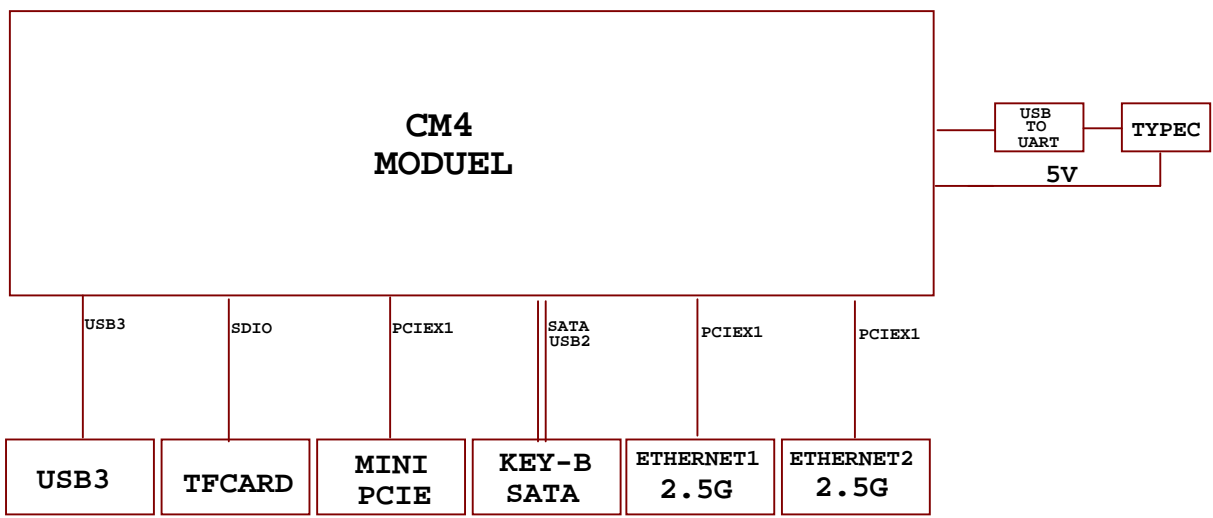 CM4
MODUEL
USB
TO
UART
TYPEC
5V
USB3
SDIO
PCIEX1
SATA
USB2
PCIEX1
PCIEX1
USB3
TFCARD
MINI
PCIE
KEY-B
SATA
ETHERNET1
2.5G
ETHERNET2
2.5G